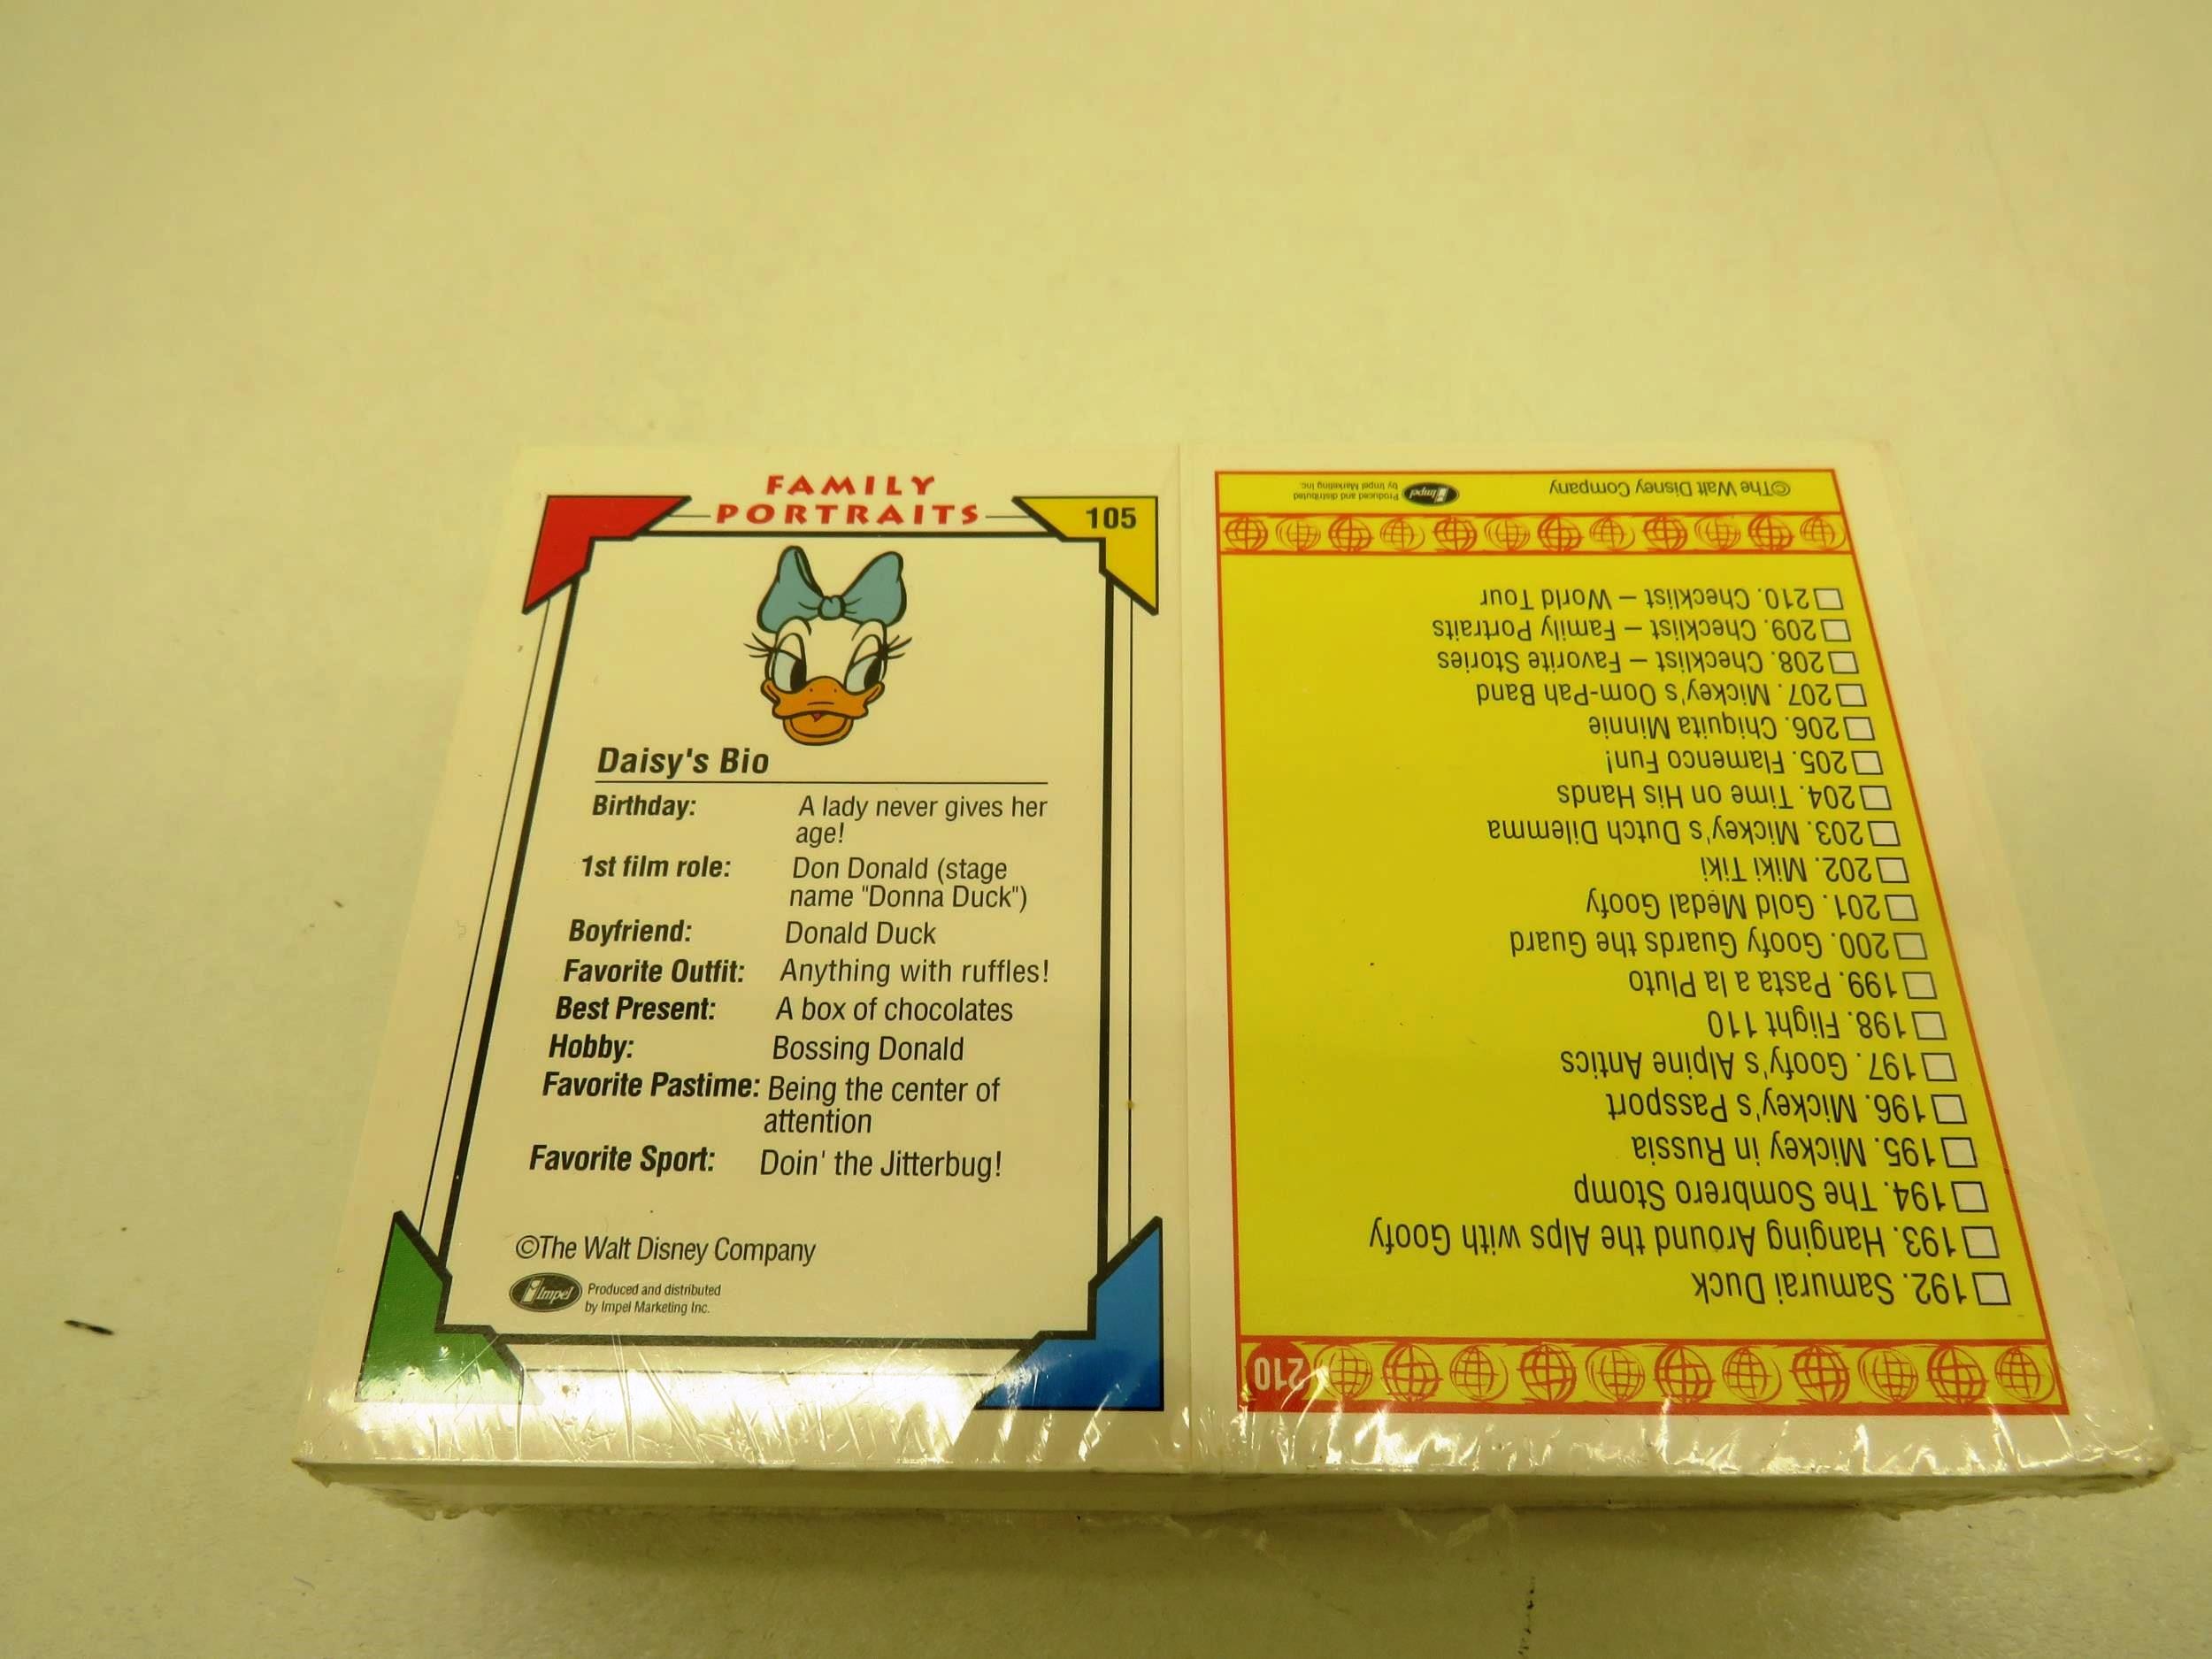 FAMILY
PORTRAITS
105
Daisy's Bio
Birthday: A lady never gives her
age!
1st film role: Don Donald (stage
name "Donna Duck")
Boyfriend: Donald Duck
Favorite Outfit: Anything with ruffles!
Best Present: A box of chocolates
Hobby: Bossing Donald
Favorite Pastime: Being the center of
attention
Favorite Sport: Doin' the Jitterbug!
©The Walt Disney Company
Impel
Produced and distributed
by Impel Marketing Inc.
210
192. Samurai Duck
193. Hanging Around the Alps with Goofy
194. The Sombrero Stomp
195. Mickey in Russia
196. Mickey's Passport
197. Goofy's Alpine Antics
198. Flight 110
199. Pasta a la Pluto
200. Goofy Guards the Guard
201. Gold Medal Goofy
202. Miki Tiki
203. Mickey's Dutch Dilemma
204. Time on His Hands
205. Flamenco Fun!
206. Chiquita Minnie
207. Mickey's Oom-Pah Band
208. Checklist – Favorite Stories
209. Checklist – Family Portraits
210. Checklist – World Tour
©The Walt Disney Company
Impel
Produced and distributed
by Impel Marketing Inc.